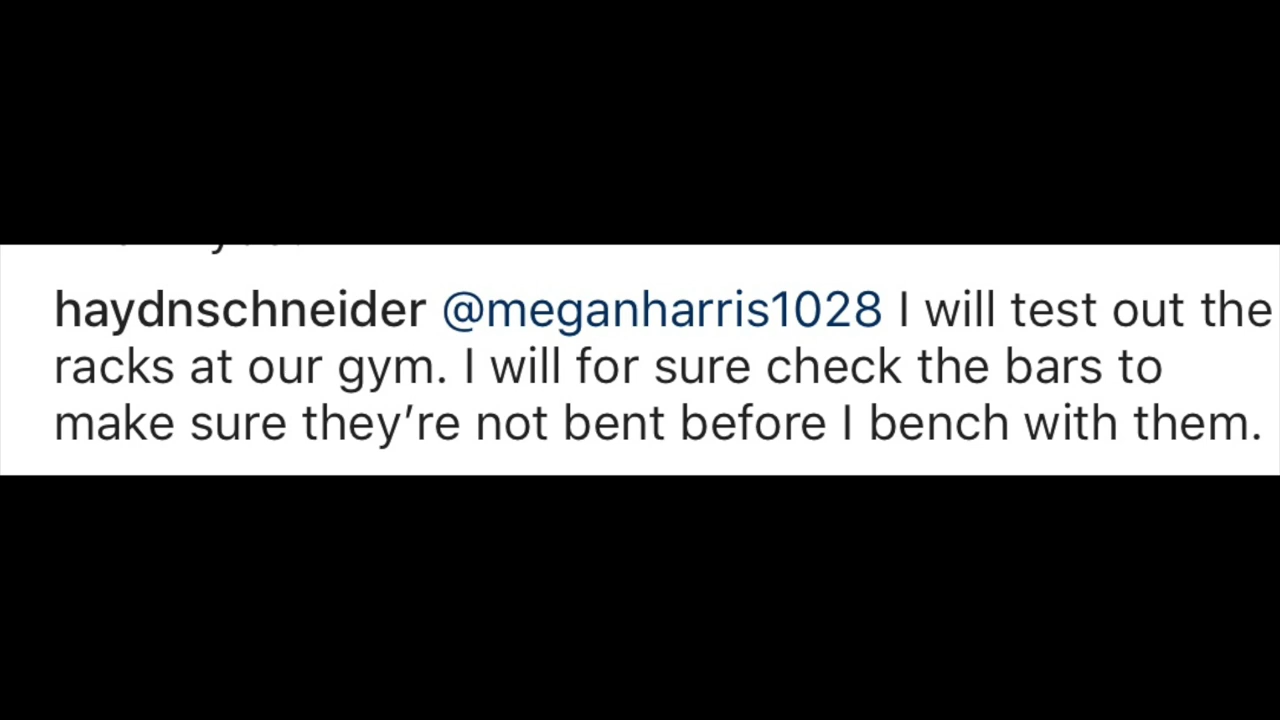 haydnschneider @meganharris1028 I will test out the
racks at our gym. I will for sure check the bars to
make sure they’re not bent before I bench with them.